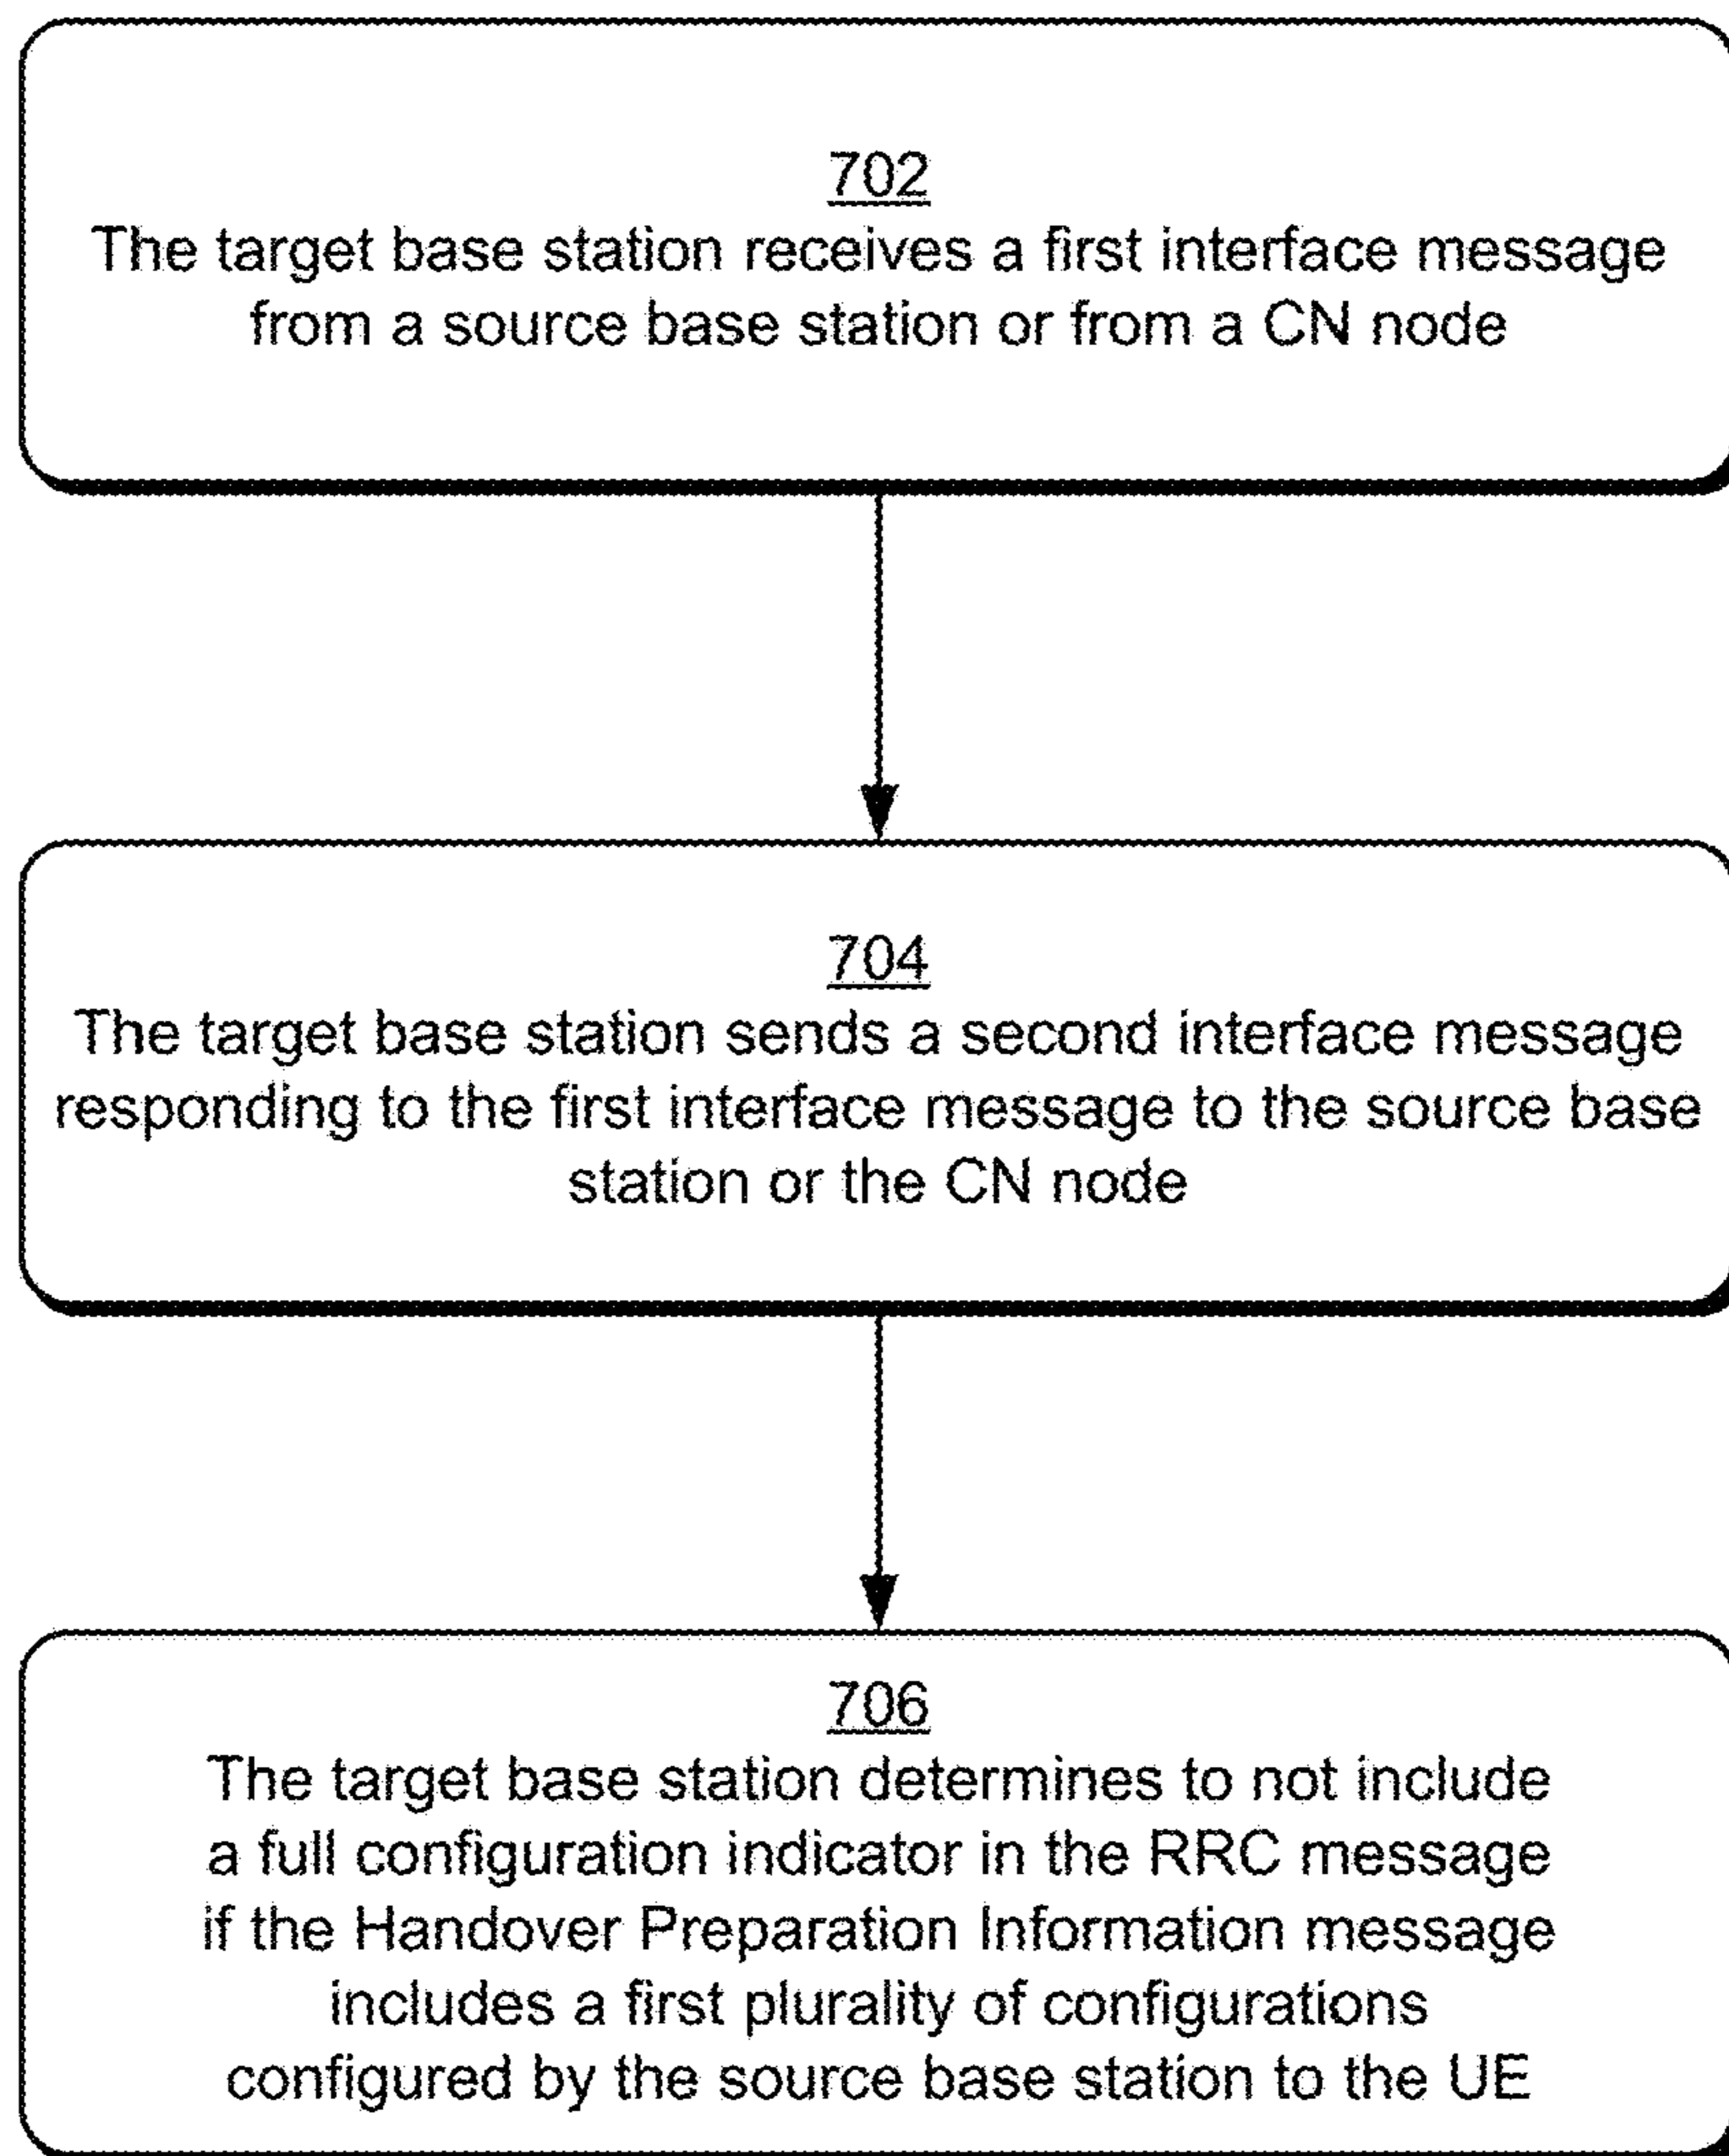 702
The target base station receives a first interface message
from a source base station or from a CN node
704
The target base station sends a second interface message
responding to the first interface message to the source base
station or the CN node
706
The target base station determines to not include
a full configuration indicator in the RRC message
if the Handover Preparation Information message
includes a first plurality of configurations
configured by the source base station to the UE